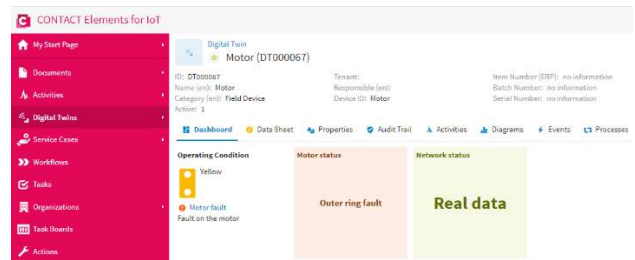 CONTACT Elements for IoT
My Start Page
Documents
Activities
Digital Twins
Service Cases
Workflows
Tasks
Organizations
Task Boards
Actions
Digital Twin
Motor (DT000067)
ID: DT000067
Name (en): Motor
Category (en): Field Device
Active: 1
Tenant:
Responsible (en):
Device ID: Motor
Item Number (ERP): no information
Batch Number: no information
Serial Number: no information
Dashboard Data Sheet Properties Audit Trail Activities Diagrams Events Processes
Operating Condition
Yellow
Motor fault
Fault on the motor
Motor status
Outer ring fault
Network status
Real data